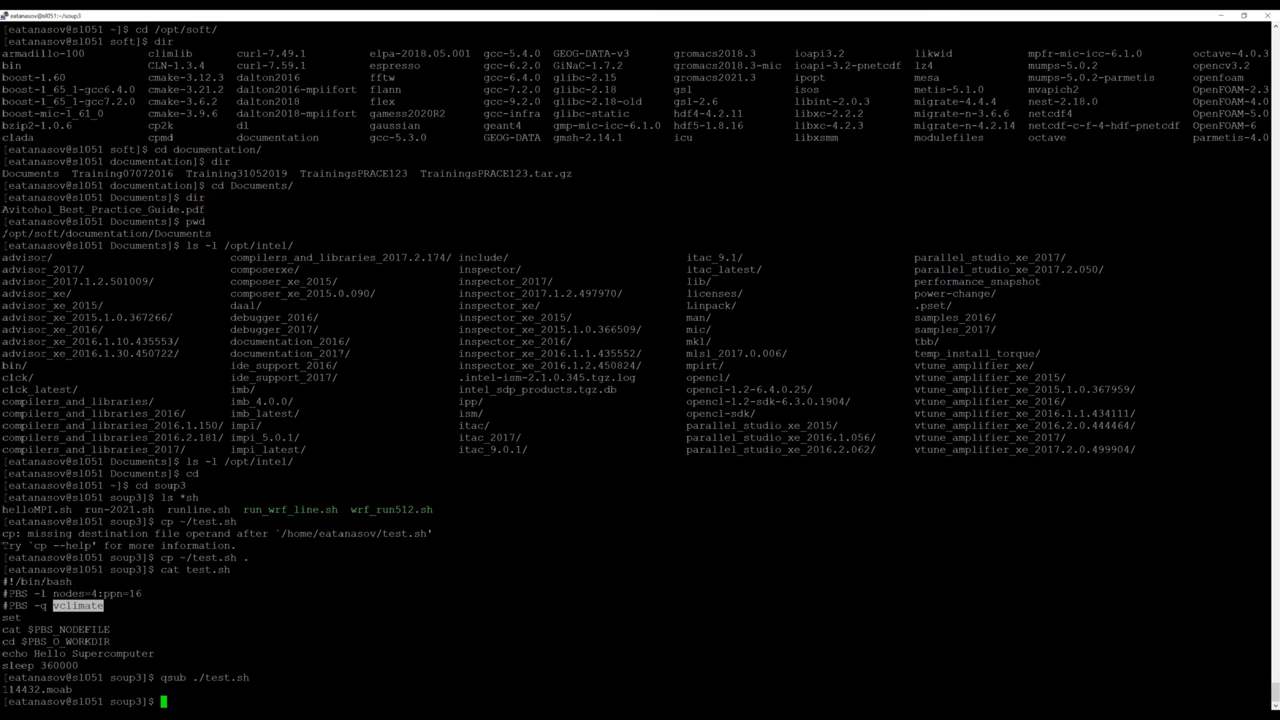 eatanasov@sl051:~/soup3
[eatanasov@sl051 ~]$ cd /opt/soft/
[eatanasov@sl051 soft]$ dir
armadillo-100 climlib curl-7.49.1 elpa-2018.05.001 gcc-5.4.0 GEOG-DATA-v3 gromacs2018.3 ioapi3.2 likwid mpfr-mic-icc-6.1.0 octave-4.0.3
bin CLN-1.3.4 curl-7.59.1 espresso gcc-6.2.0 GiNaC-1.7.2 gromacs2018.3-mic ioapi-3.2-pnetcdf lz4 mumps-5.0.2 opencv3.2
boost-1.60 cmake-3.12.3 dalton2016 fftw gcc-6.4.0 glibc-2.15 gromacs2021.3 ipopt mesa mumps-5.0.2-parmetis openfoam
boost-1_65_1-gcc6.4.0 cmake-3.21.2 dalton2016-mpiifort flann gcc-7.2.0 glibc-2.18 gsl isos metis-5.1.0 mvapich2 OpenFOAM-2.3
boost-1_65_1-gcc7.2.0 cmake-3.6.2 dalton2018 flex gcc-9.2.0 glibc-2.18-old gsl-2.6 libint-2.0.3 migrate-4.4.4 nest-2.18.0 OpenFOAM-4.0
boost-mic-1_61_0 cmake-3.9.6 dalton2018-mpiifort gamess2020R2 gcc-infra glibc-static hdf4-4.2.11 libxc-2.2.2 migrate-n-3.6.6 netcdf4 OpenFOAM-5.0
bzip2-1.0.6 cp2k dl gaussian geant4 gmp-mic-icc-6.1.0 hdf5-1.8.16 libxc-4.2.3 migrate-n-4.2.14 netcdf-c-f-4-hdf-pnetcdf OpenFOAM-6
clada cpmd documentation gcc-5.3.0 GEOG-DATA gmsh-2.14.1 icu libxsmm modulefiles octave parmetis-4.0
[eatanasov@sl051 soft]$ cd documentation/
[eatanasov@sl051 documentation]$ dir
Documents Training07072016 Training31052019 TrainingsPRACE123 TrainingsPRACE123.tar.gz
[eatanasov@sl051 documentation]$ cd Documents/
[eatanasov@sl051 Documents]$ dir
Avitohol_Best_Practice_Guide.pdf
[eatanasov@sl051 Documents]$ pwd
/opt/soft/documentation/Documents
[eatanasov@sl051 Documents]$ ls -l /opt/intel/
advisor/ compilers_and_libraries_2017.2.174/ include/ itac_9.1/ parallel_studio_xe_2017/
advisor_2017/ composerxe/ inspector/ itac_latest/ parallel_studio_xe_2017.2.050/
advisor_2017.1.2.501009/ composer_xe_2015/ inspector_2017/ lib/ performance_snapshot
advisor_xe/ composer_xe_2015.0.090/ inspector_2017.1.2.497970/ licenses/ power-change/
advisor_xe_2015/ daal/ inspector_xe/ Linpack/ .pset/
advisor_xe_2015.1.0.367266/ debugger_2016/ inspector_xe_2015/ man/ samples_2016/
advisor_xe_2016/ debugger_2017/ inspector_xe_2015.1.0.366509/ mic/ samples_2017/
advisor_xe_2016.1.10.435553/ documentation_2016/ inspector_xe_2016/ mkl/ tbb/
advisor_xe_2016.1.30.450722/ documentation_2017/ inspector_xe_2016.1.1.435552/ mlsl_2017.0.006/ temp_install_torque/
bin/ ide_support_2016/ inspector_xe_2016.1.2.450824/ mpirt/ vtune_amplifier_xe/
clck/ ide_support_2017/ .intel-ism-2.1.0.345.tgz.log opencl/ vtune_amplifier_xe_2015/
clck_latest/ imb/ intel_sdp_products.tgz.db opencl-1.2-6.4.0.25/ vtune_amplifier_xe_2015.1.0.367959/
compilers_and_libraries/ imb_4.0.0/ ipp/ opencl-1.2-sdk-6.3.0.1904/ vtune_amplifier_xe_2016/
compilers_and_libraries_2016/ imb_latest/ ism/ opencl-sdk/ vtune_amplifier_xe_2016.1.1.434111/
compilers_and_libraries_2016.1.150/ impi/ itac/ parallel_studio_xe_2015/ vtune_amplifier_xe_2016.2.0.444464/
compilers_and_libraries_2016.2.181/ impi_5.0.1/ itac_2017/ parallel_studio_xe_2016.1.056/ vtune_amplifier_xe_2017/
compilers_and_libraries_2017/ impi_latest/ itac_9.0.1/ parallel_studio_xe_2016.2.062/ vtune_amplifier_xe_2017.2.0.499904/
[eatanasov@sl051 Documents]$ ls -l /opt/intel/
[eatanasov@sl051 Documents]$ cd
[eatanasov@sl051 ~]$ cd soup3
[eatanasov@sl051 soup3]$ ls *sh
helloMPI.sh run-2021.sh runline.sh run_wrf_line.sh wrf_run512.sh
[eatanasov@sl051 soup3]$ cp ~/test.sh
cp: missing destination file operand after `/home/eatanasov/test.sh'
Try `cp --help' for more information.
[eatanasov@sl051 soup3]$ cp ~/test.sh .
[eatanasov@sl051 soup3]$ cat test.sh
#!/bin/bash
#PBS -l nodes=4:ppn=16
#PBS -q vclimate
set
cat $PBS_NODEFILE
cd $PBS_O_WORKDIR
echo Hello Supercomputer
sleep 360000
[eatanasov@sl051 soup3]$ qsub ./test.sh
114432.moab
[eatanasov@sl051 soup3]$